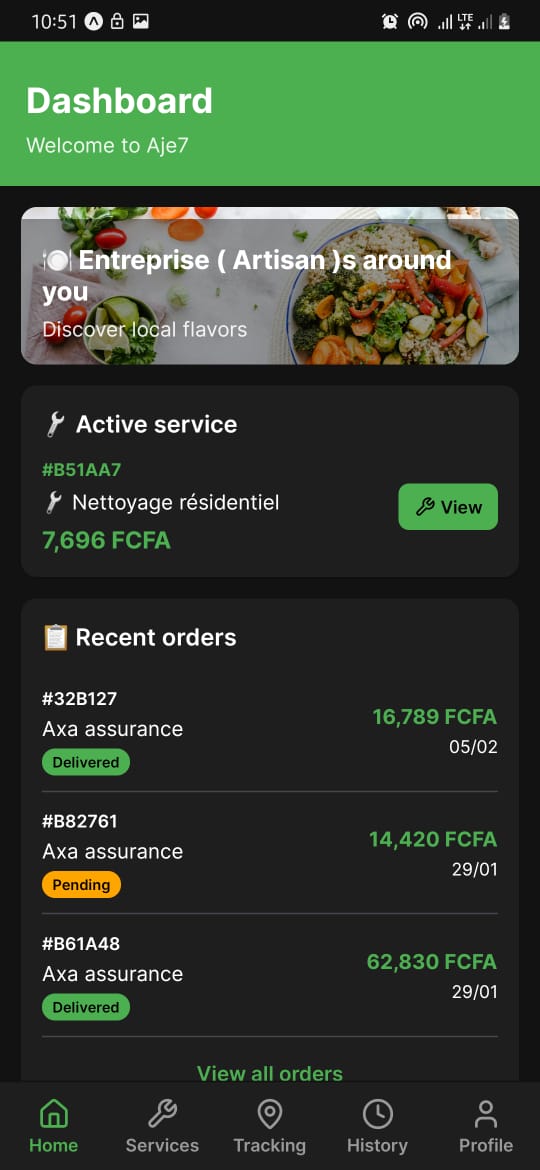 10:51
LTE
Dashboard
Welcome to Aje7
🍽️ Entreprise ( Artisan )s around
you
Discover local flavors
🔧 Active service
#B51AA7
🔧 Nettoyage résidentiel
7,696 FCFA
View
📋 Recent orders
#32B127
Axa assurance
Delivered
16,789 FCFA
05/02
#B82761
Axa assurance
Pending
14,420 FCFA
29/01
#B61A48
Axa assurance
Delivered
62,830 FCFA
29/01
View all orders
Home
Services
Tracking
History
Profile